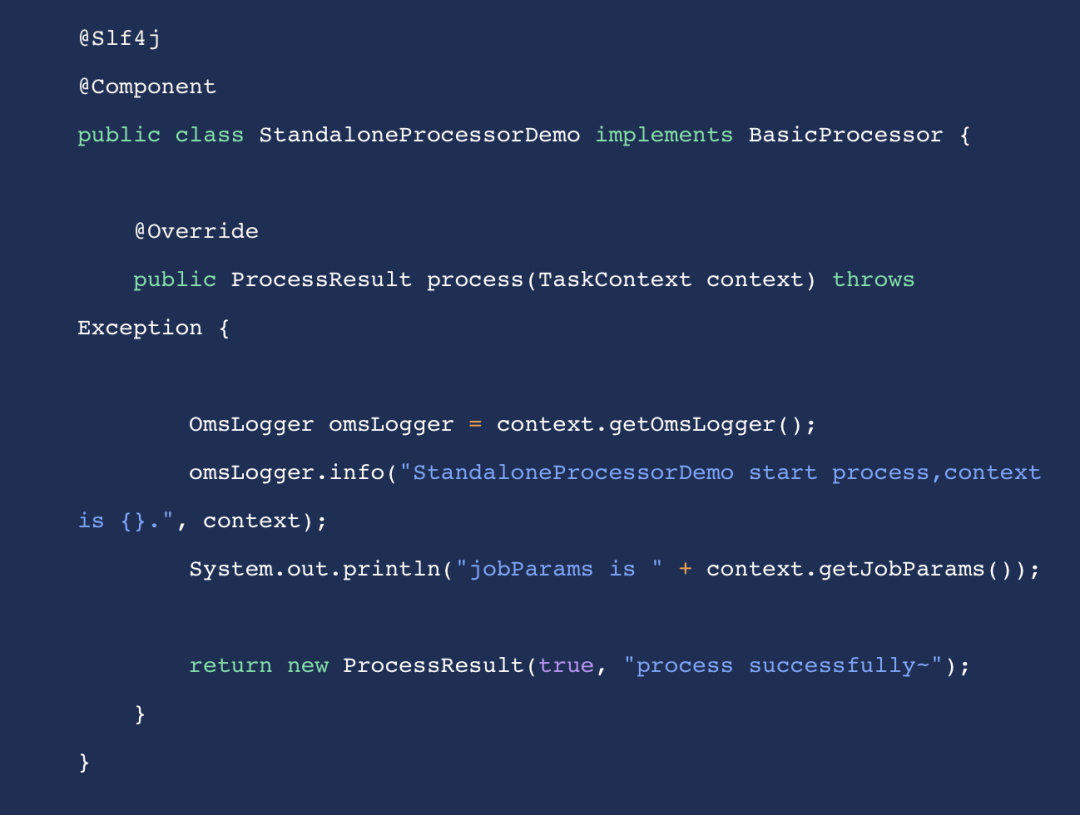 @Slf4j
@Component
public class StandaloneProcessorDemo implements BasicProcessor {
    @Override
    public ProcessResult process(TaskContext context) throws
Exception {
        OmsLogger omsLogger = context.getOmsLogger();
        omsLogger.info("StandaloneProcessorDemo start process,context
is {}.", context);
        System.out.println("jobParams is " + context.getJobParams());
        return new ProcessResult(true, "process successfully~");
    }
}